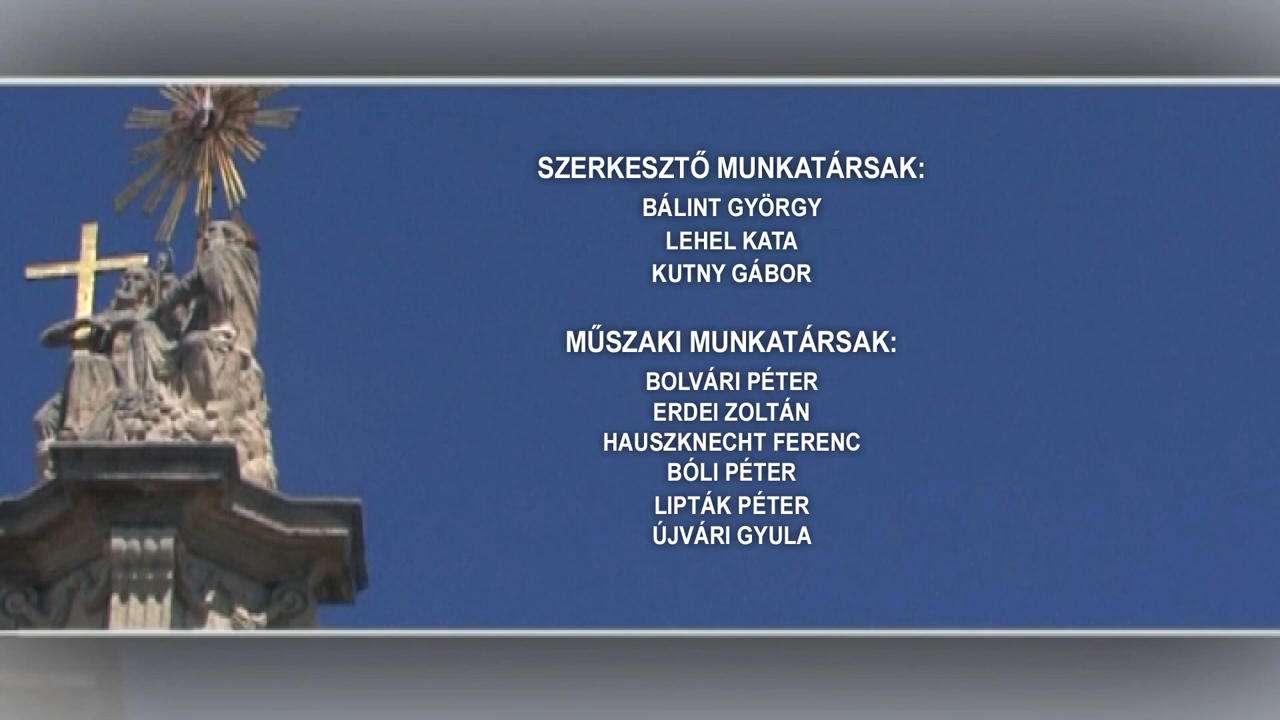 SZERKESZTŐ MUNKATÁRSAK:
BÁLINT GYÖRGY
LEHEL KATA
KUTNY GÁBOR
MŰSZAKI MUNKATÁRSAK:
BOLVÁRI PÉTER
ERDEI ZOLTÁN
HAUSZKNECHT FERENC
BÓLI PÉTER
LIPTÁK PÉTER
ÚJVÁRI GYULA